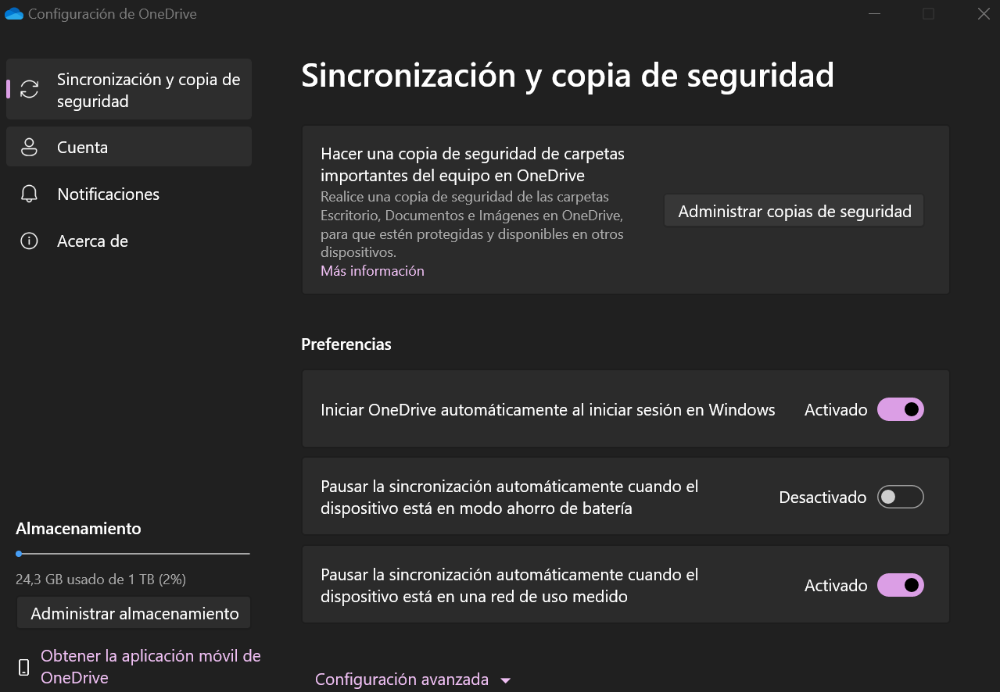 Configuración de OneDrive
Sincronización y copia de
seguridad
Cuenta
Notificaciones
Acerca de
Almacenamiento
24,3 GB usado de 1 TB (2%)
Administrar almacenamiento
Obtener la aplicación móvil de
OneDrive
Sincronización y copia de seguridad
Hacer una copia de seguridad de carpetas
importantes del equipo en OneDrive
Realice una copia de seguridad de las carpetas
Escritorio, Documentos e Imágenes en OneDrive,
para que estén protegidas y disponibles en otros
dispositivos.
Más información
Administrar copias de seguridad
Preferencias
Iniciar OneDrive automáticamente al iniciar sesión en Windows
Activado
Pausar la sincronización automáticamente cuando el
dispositivo está en modo ahorro de batería
Desactivado
Pausar la sincronización automáticamente cuando el
dispositivo está en una red de uso medido
Activado
Configuración avanzada